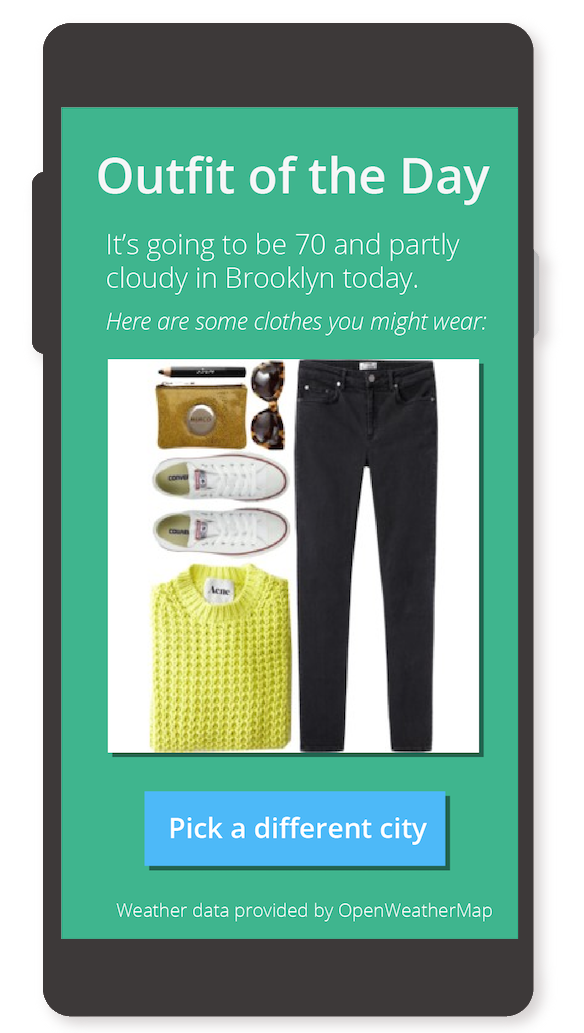 Outfit of the Day
It’s going to be 70 and partly
cloudy in Brooklyn today.
Here are some clothes you might wear:
Acne
Pick a different city
Weather data provided by OpenWeatherMap